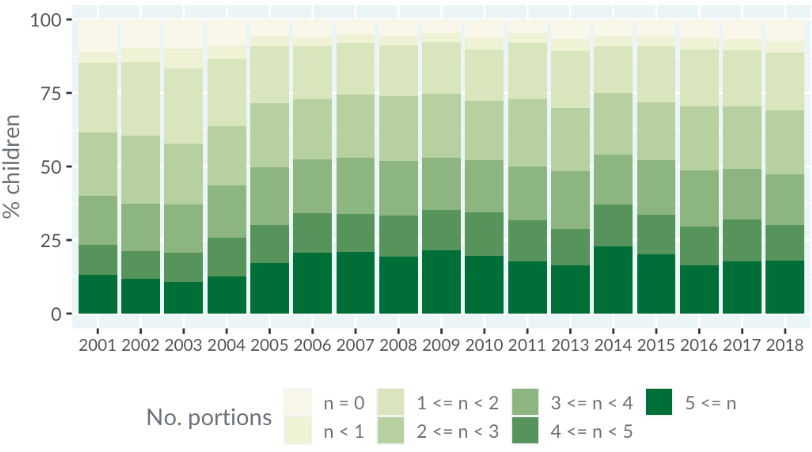 100
75
50
25
0
% children
2001 2002 2003 2004 2005 2006 2007 2008 2009 2010 2011 2013 2014 2015 2016 2017 2018
No. portions
n = 0
n < 1
1 <= n < 2
2 <= n < 3
3 <= n < 4
4 <= n < 5
5 <= n